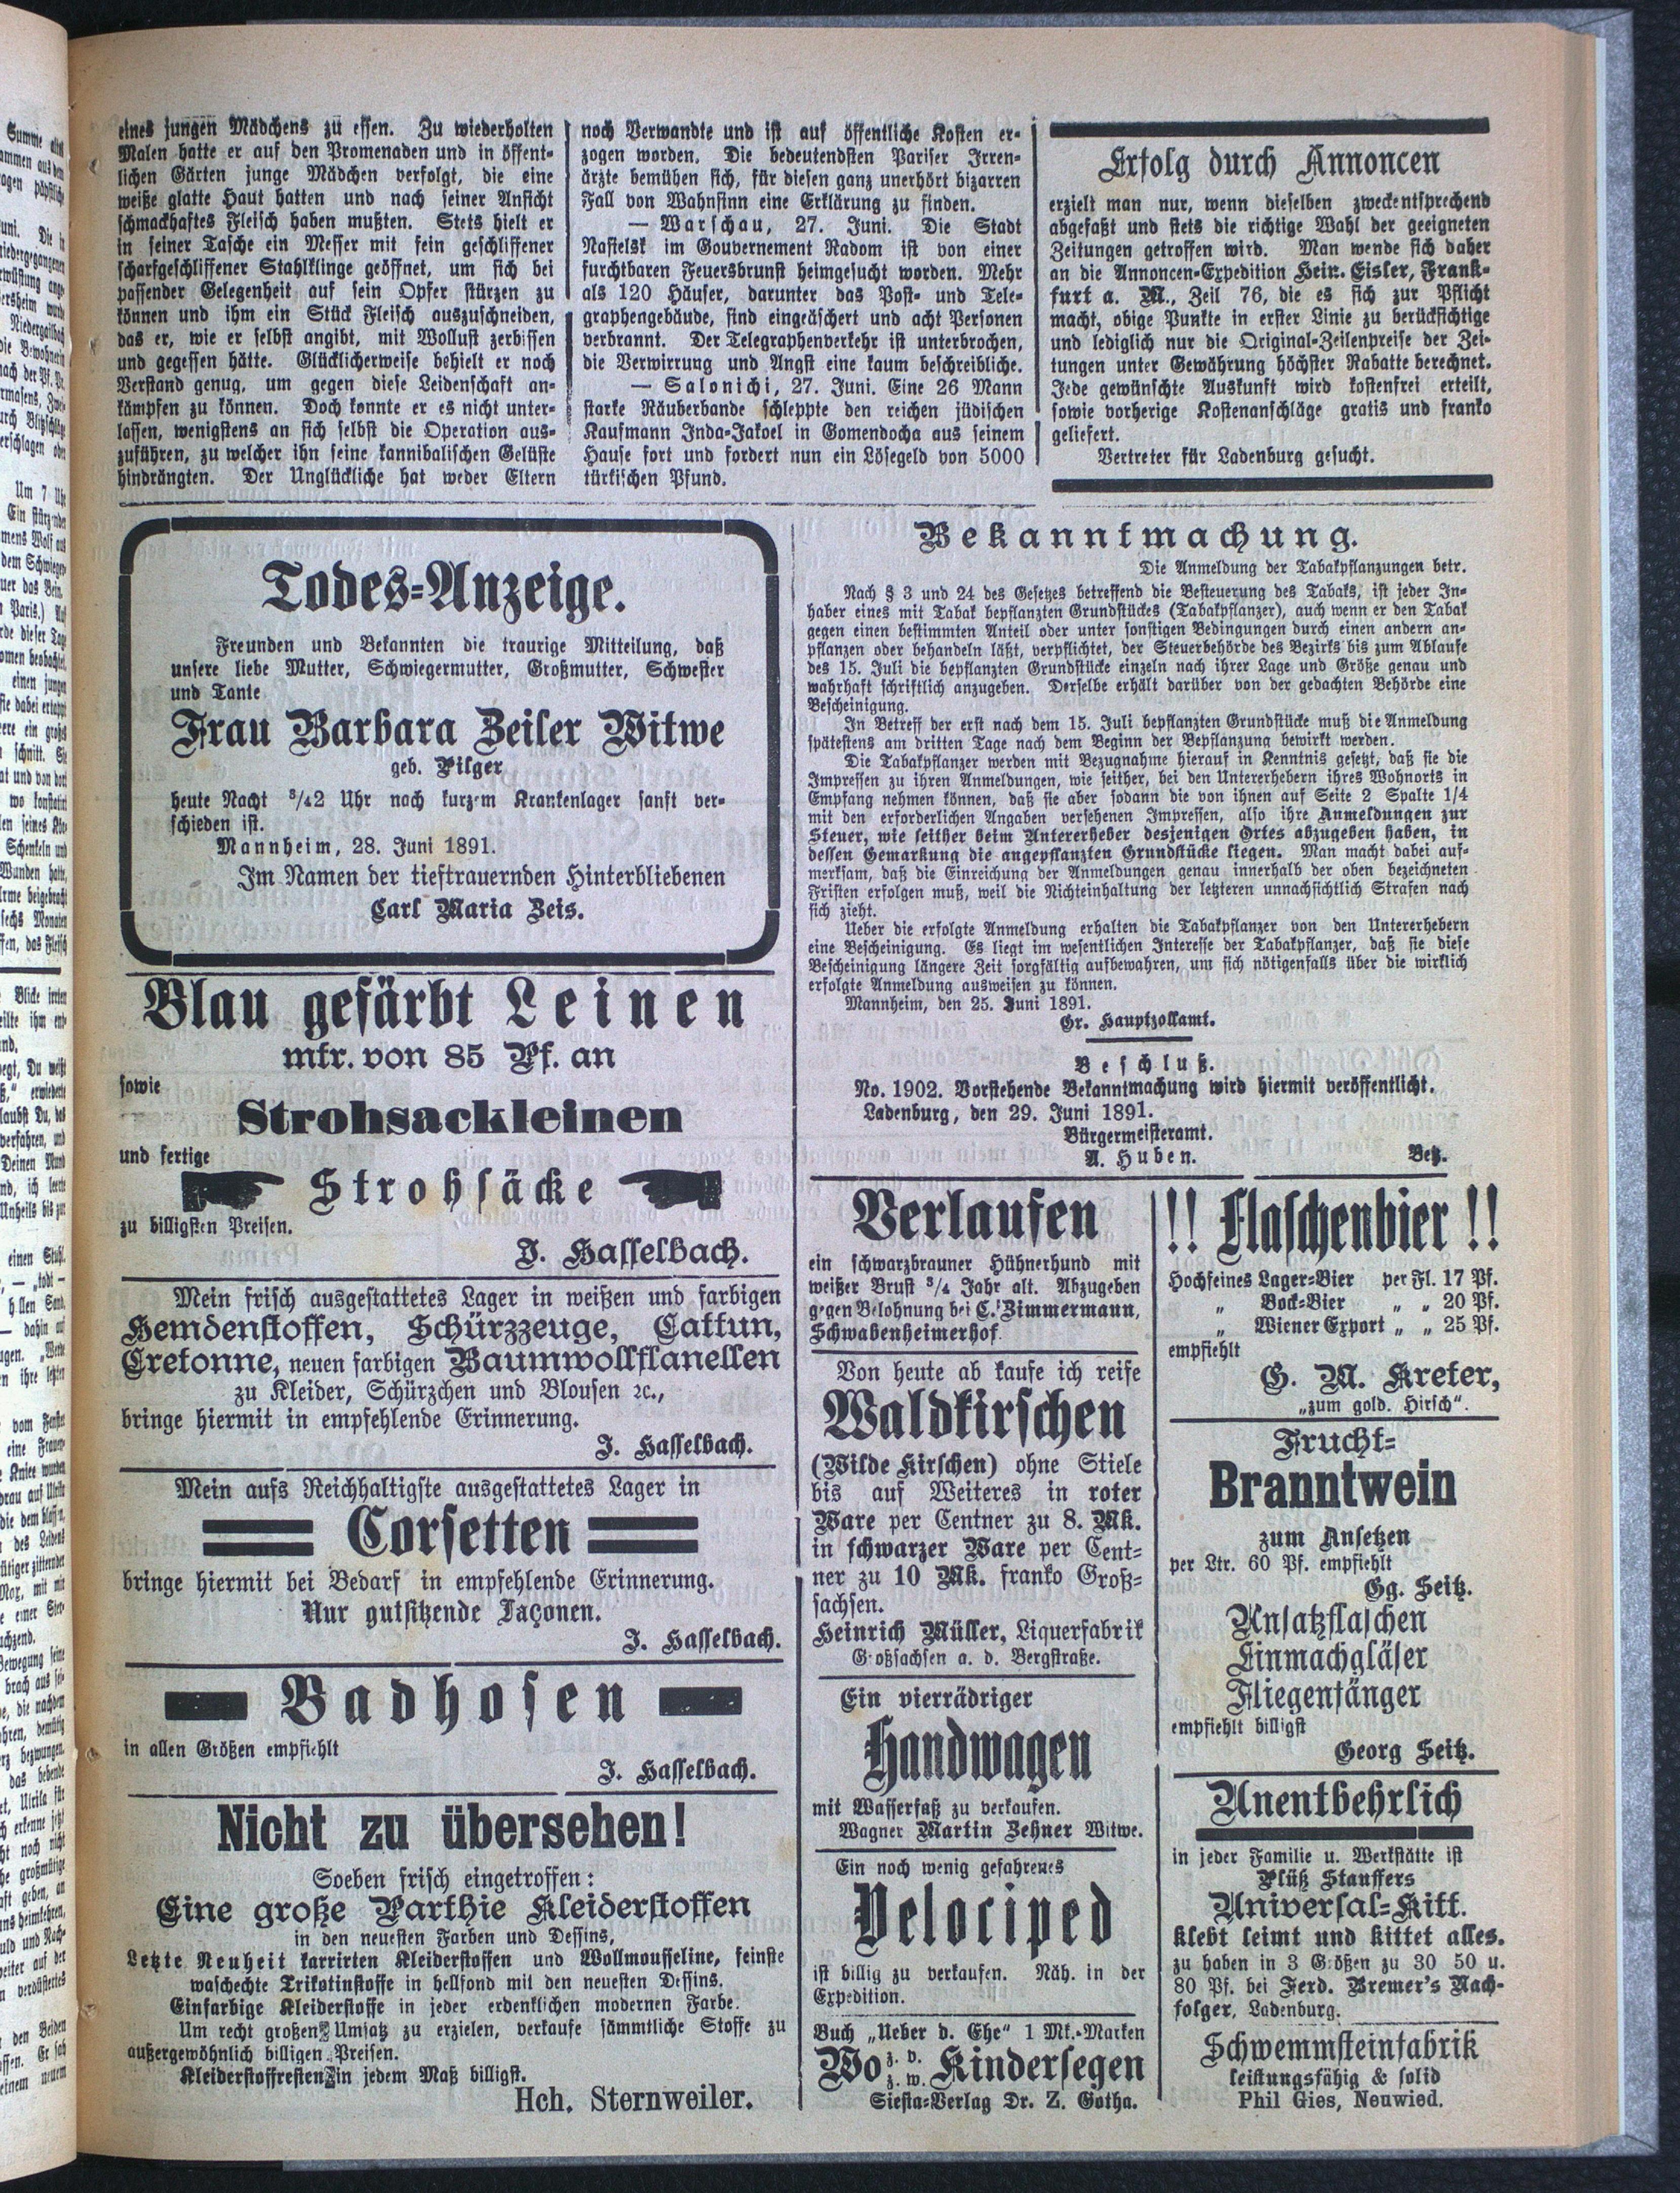 eines jungen Mädchens zu essen. Zu wiederholten
Malen hatte er auf den Promenaden und in öffent-
lichen Gärten junge Mädchen verfolgt, die eine
weiße glatte Haut hatten und nach seiner Ansicht
schmackhaftes Fleisch haben mußten. Stets hielt er
in seiner Tasche ein Messer mit fein geschliffener
scharfgeschliffener Stahlklinge geöffnet, um sich bei
passender Gelegenheit auf sein Opfer stürzen zu
können und ihm ein Stück Fleisch auszuschneiden,
das er, wie er selbst angibt, mit Wollust zerbissen
und gegessen hätte. Glücklicherweise behielt er noch
Verstand genug, um gegen diese Leidenschaft an-
kämpfen zu können. Doch konnte er es nicht unter-
lassen, wenigstens an sich selbst die Operation aus-
zuführen, zu welcher ihn seine kannibalischen Gelüste
hindrängten. Der Unglückliche hat weder Eltern
noch Verwandte und ist auf öffentliche Kosten er-
zogen worden. Die bedeutendsten Pariser Irren-
ärzte bemühen sich, für diesen ganz unerhört bizarren
Fall von Wahnsinn eine Erklärung zu finden.
— Warschau, 27. Juni. Die Stadt
Nastelsk im Gouvernement Radom ist von einer
furchtbaren Feuersbrunst heimgesucht worden. Mehr
als 120 Häuser, darunter das Post- und Tele-
graphengebäude, sind eingeäschert und acht Personen
verbrannt. Der Telegraphenverkehr ist unterbrochen,
die Verwirrung und Angst eine kaum beschreibliche.
— Salonichi, 27. Juni. Eine 26 Mann
starke Räuberbande schleppte den reichen jüdischen
Kaufmann Inda-Jakoel in Gomendocha aus seinem
Hause fort und fordert nun ein Lösegeld von 5000
türkischen Pfund.
Erfolg durch Annoncen
erzielt man nur, wenn dieselben zweckentsprechend
abgefaßt und stets die richtige Wahl der geeigneten
Zeitungen getroffen wird. Man wende sich daher
an die Annoncen-Expedition Heir. Eisler, Frank-
furt a. M., Zeil 76, die es sich zur Pflicht
macht, obige Punkte in erster Linie zu berücksichtige
und lediglich nur die Original-Zeilenpreise der Zei-
tungen unter Gewährung höchster Rabatte berechnet.
Jede gewünschte Auskunft wird kostenfrei erteilt,
sowie vorherige Kostenanschläge gratis und franko
geliefert.
Vertreter für Ladenburg gesucht.
Todes-Anzeige.
Freunden und Bekannten die traurige Mitteilung, daß
unsere liebe Mutter, Schwiegermutter, Großmutter, Schwester
und Tante
Frau Barbara Zeiler Witwe
geb. Pilger
heute Nacht 3/42 Uhr nach kurzem Krankenlager sanft ver-
schieden ist.
Mannheim, 28. Juni 1891.
Im Namen der tieftrauernden Hinterbliebenen
Carl Maria Zeis.
Blau gefärbt Leinen
mtr. von 85 Pf. an
sowie
Strohsackleinen
und fertige
Strohsäcke
zu billigsten Preisen.
J. Hasselbach.
Mein frisch ausgestattetes Lager in weißen und farbigen
Hemdenstoffen, Schürzzeuge, Cattun,
Cretonne, neuen farbigen Baumwollflanellen
zu Kleider, Schürzchen und Blousen ꝛc.,
bringe hiermit in empfehlende Erinnerung.
J. Hasselbach.
Mein aufs Reichhaltigste ausgestattetes Lager in
Corsetten
bringe hiermit bei Bedarf in empfehlende Erinnerung.
Nur gutsitzende Façonen.
J. Hasselbach.
Badhosen
in allen Größen empfiehlt
J. Hasselbach.
Nicht zu übersehen!
Soeben frisch eingetroffen:
Eine große Parthie Kleiderstoffen
in den neuesten Farben und Dessins,
Letzte Neuheit karrirten Kleiderstoffen und Wollmousseline, feinste
waschechte Trikotinstoffe in hellfond mit den neuesten Dessins.
Einfarbige Kleiderstoffe in jeder erdenklichen modernen Farbe.
Um recht großen Umsatz zu erzielen, verkaufe sämmtliche Stoffe zu
außergewöhnlich billigen Preisen.
Kleiderstoffresten in jedem Maß billigst.
Hch. Sternweiler.
Bekanntmachung.
Die Anmeldung der Tabakpflanzungen betr.
Nach § 3 und 24 des Gesetzes betreffend die Besteuerung des Tabaks, ist jeder In-
haber eines mit Tabak bepflanzten Grundstückes (Tabakpflanzer), auch wenn er den Tabak
gegen einen bestimmten Anteil oder unter sonstigen Bedingungen durch einen andern an-
pflanzen oder behandeln läßt, verpflichtet, der Steuerbehörde des Bezirks bis zum Ablaufe
des 15. Juli die bepflanzten Grundstücke einzeln nach ihrer Lage und Größe genau und
wahrhaft schriftlich anzugeben. Derselbe erhält darüber von der gedachten Behörde eine
Bescheinigung.
In Betreff der erst nach dem 15. Juli bepflanzten Grundstücke muß die Anmeldung
spätestens am dritten Tage nach dem Beginn der Bepflanzung bewirkt werden.
Die Tabakpflanzer werden mit Bezugnahme hierauf in Kenntnis gesetzt, daß sie die
Impressen zu ihren Anmeldungen, wie seither, bei den Untererhebern ihres Wohnorts in
Empfang nehmen können, daß sie aber sodann die von ihnen auf Seite 2 Spalte 1/4
mit den erforderlichen Angaben versehenen Impressen, also ihre Anmeldungen zur
Steuer, wie seither beim Untererheber desjenigen Ortes abzugeben haben, in
dessen Gemarkung die angepflanzten Grundstücke liegen. Man macht dabei auf-
merksam, daß die Einreichung der Anmeldungen genau innerhalb der oben bezeichneten
Fristen erfolgen muß, weil die Nichteinhaltung der letzteren unnachsichtlich Strafen nach
sich zieht.
Ueber die erfolgte Anmeldung erhalten die Tabakpflanzer von den Untererhebern
eine Bescheinigung. Es liegt im wesentlichen Interesse der Tabakpflanzer, daß sie diese
Bescheinigung längere Zeit sorgfältig aufbewahren, um sich nötigenfalls über die wirklich
erfolgte Anmeldung ausweisen zu können.
Mannheim, den 25. Juni 1891.
Gr. Hauptzollamt.
Beschluß.
No. 1902. Vorstehende Bekanntmachung wird hiermit veröffentlicht.
Ladenburg, den 29. Juni 1891.
Bürgermeisteramt.
A. Huben.
Betz.
Verlaufen
ein schwarzbrauner Hühnerhund mit
weißer Brust 3/4 Jahr alt. Abzugeben
gegen Belohnung bei C. Zimmermann,
Schwabenheimerhof.
Von heute ab kaufe ich reife
Waldkirschen
(Wilde Kirschen) ohne Stiele
bis auf Weiteres in roter
Ware per Centner zu 8. Mk.
in schwarzer Ware per Cent-
ner zu 10 Mk. franko Groß-
sachsen.
Heinrich Müller, Liquerfabrik
Großsachsen a. d. Bergstraße.
Ein vierrädriger
Handwagen
mit Wasserfaß zu verkaufen.
Wagner Martin Zehner Witwe.
Ein noch wenig gefahrenes
Velociped
ist billig zu verkaufen. Näh. in der
Expedition.
Buch „Ueber d. Ehe“ 1 Mk.-Marken
Wo z. v. z. w. Kindersegen
Siesta-Verlag Dr. Z. Gotha.
!! Flaschenbier !!
Hochfeines Lager-Bier per Fl. 17 Pf.
„ Bock-Bier „ „ 20 Pf.
„ Wiener Export „ „ 25 Pf.
empfiehlt
G. M. Kreter,
„zum gold. Hirsch“.
Frucht-
Branntwein
zum Ansetzen
per Ltr. 60 Pf. empfiehlt
Gg. Seitz.
Ansatzflaschen
Einmachgläser
Fliegenfänger
empfiehlt billigst
Georg Seitz.
Unentbehrlich
in jeder Familie u. Werkstätte ist
Plüß Stauffers
Universal-Kitt.
klebt leimt und kittet alles.
zu haben in 3 Größen zu 30 50 u.
80 Pf. bei Ferd. Bremer's Nach-
folger, Ladenburg.
Schwemmsteinfabrik
leistungsfähig & solid
Phil Gies, Neuwied.